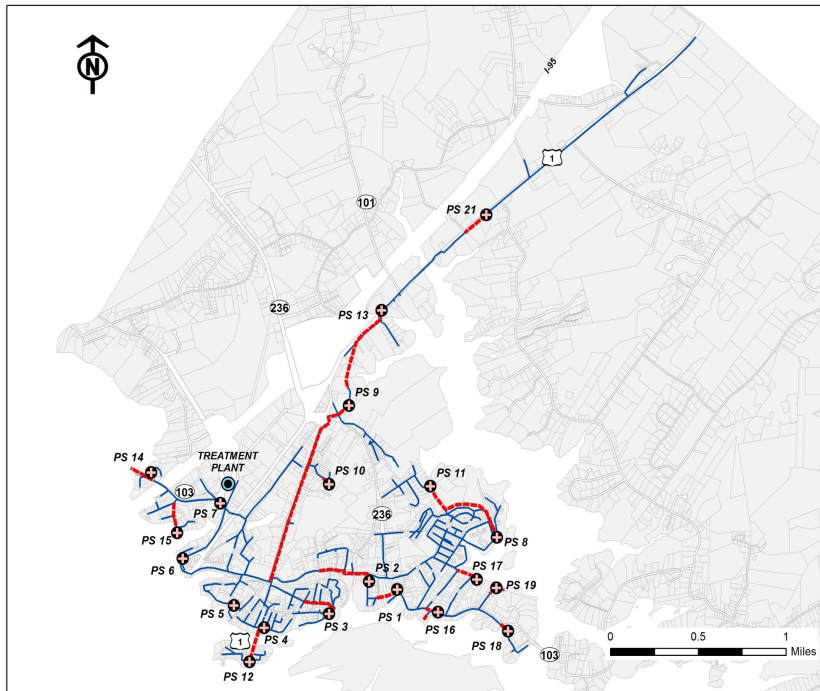 N
I-95
1
PS 21
101
236
PS 13
PS 9
PS 14
TREATMENT
PLANT
PS 10
PS 11
103
PS 7
236
PS 15
PS 8
PS 6
PS 2
PS 17
PS 19
PS 5
PS 3
PS 1
PS 16
PS 4
1
PS 18
103
PS 12
0 0.5 1
Miles